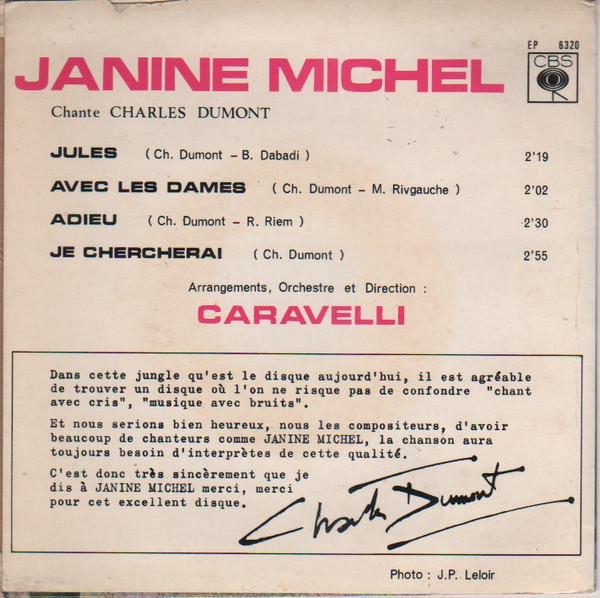 EP 6320
CBS
JANINE MICHEL
Chante CHARLES DUMONT
JULES ( Ch. Dumont – B. Dabadi ) 2'19
AVEC LES DAMES ( Ch. Dumont – M. Rivgauche ) 2'02
ADIEU ( Ch. Dumont – R. Riem ) 2'30
JE CHERCHERAI ( Ch. Dumont ) 2'55
Arrangements, Orchestre et Direction :
CARAVELLI
Dans cette jungle qu'est le disque aujourd'hui, il est agréable
de trouver un disque où l'on ne risque pas de confondre "chant
avec cris", "musique avec bruits".
Et nous serions bien heureux, nous les compositeurs, d'avoir
beaucoup de chanteurs comme JANINE MICHEL, la chanson aura
toujours besoin d'interprètes de cette qualité.
C'est donc très sincèrement que je
dis à JANINE MICHEL merci, merci
pour cet excellent disque.
Charles Dumont
Photo : J.P. Leloir